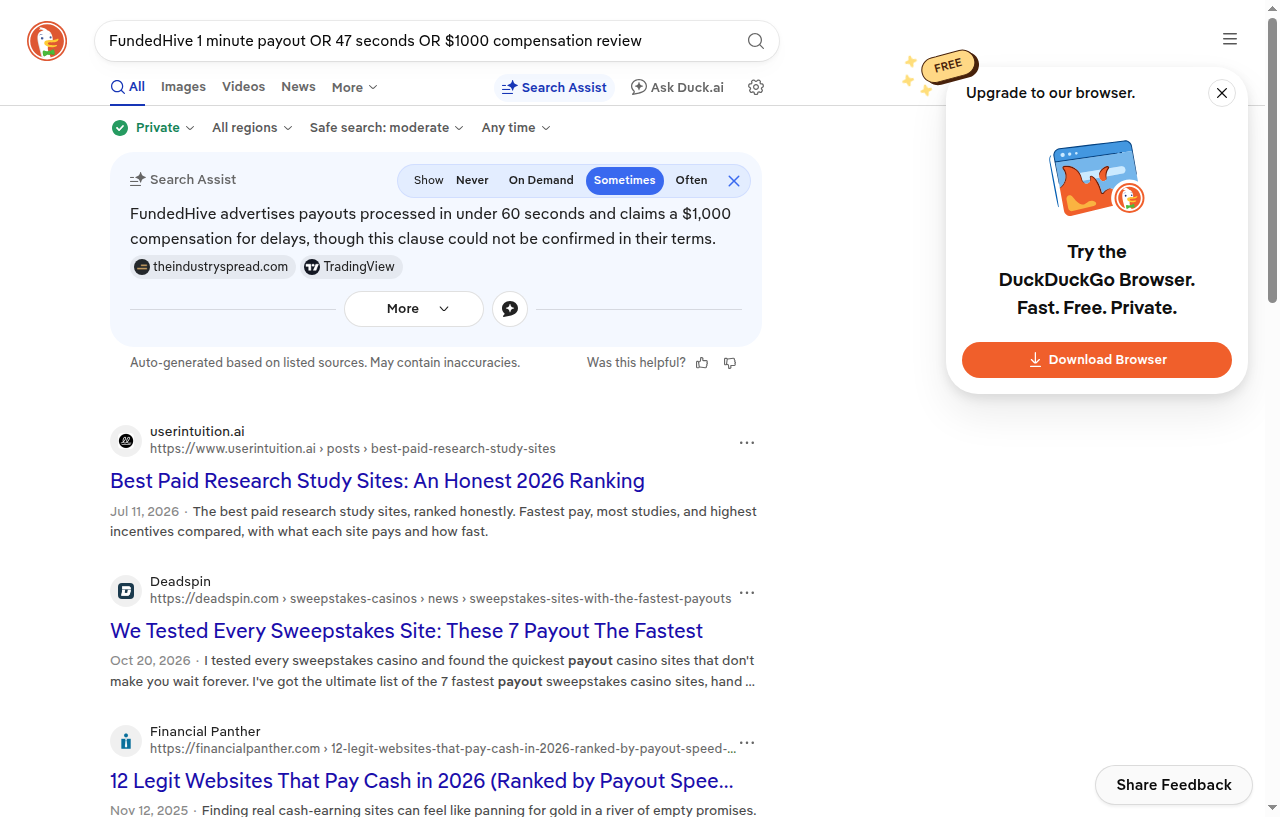 FundedHive 1 minute payout OR 47 seconds OR $1000 compensation review
All
Images
Videos
News
More
Search Assist
Ask Duck.ai
Private
All regions
Safe search: moderate
Any time
Search Assist
Show
Never
On Demand
Sometimes
Often
FundedHive advertises payouts processed in under 60 seconds and claims a $1,000
compensation for delays, though this clause could not be confirmed in their terms.
theindustryspread.com
TradingView
More
Auto-generated based on listed sources. May contain inaccuracies.
Was this helpful?
userintuition.ai
https://www.userintuition.ai › posts › best-paid-research-study-sites
Best Paid Research Study Sites: An Honest 2026 Ranking
Jul 11, 2026 · The best paid research study sites, ranked honestly. Fastest pay, most studies, and highest
incentives compared, with what each site pays and how fast.
Deadspin
https://deadspin.com › sweepstakes-casinos › news › sweepstakes-sites-with-the-fastest-payouts
We Tested Every Sweepstakes Site: These 7 Payout The Fastest
Oct 20, 2026 · I tested every sweepstakes casino and found the quickest payout casino sites that don't
make you wait forever. I've got the ultimate list of the 7 fastest payout sweepstakes casino sites, hand ...
Financial Panther
https://financialpanther.com › 12-legit-websites-that-pay-cash-in-2026-ranked-by-payout-speed-...
12 Legit Websites That Pay Cash in 2026 (Ranked by Payout Spee...
Nov 12, 2025 · Finding real cash-earning sites can feel like panning for gold in a river of empty promises.
FREE
Upgrade to our browser.
Try the
DuckDuckGo Browser.
Fast. Free. Private.
Download Browser
Share Feedback